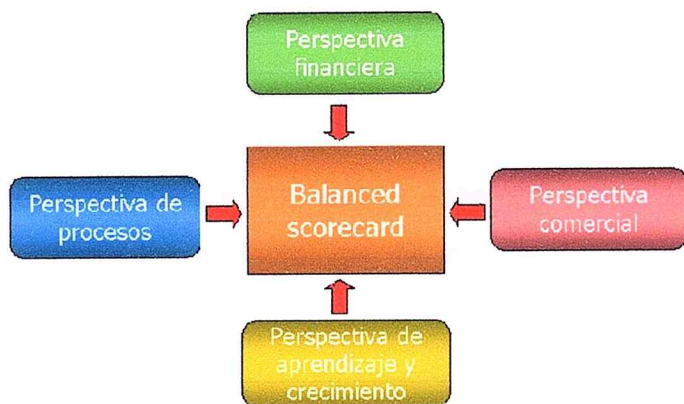 Perspectiva
financiera
Perspectiva de
procesos
Balanced
scorecard
Perspectiva
comercial
Perspectiva de
aprendizaje y
crecimiento